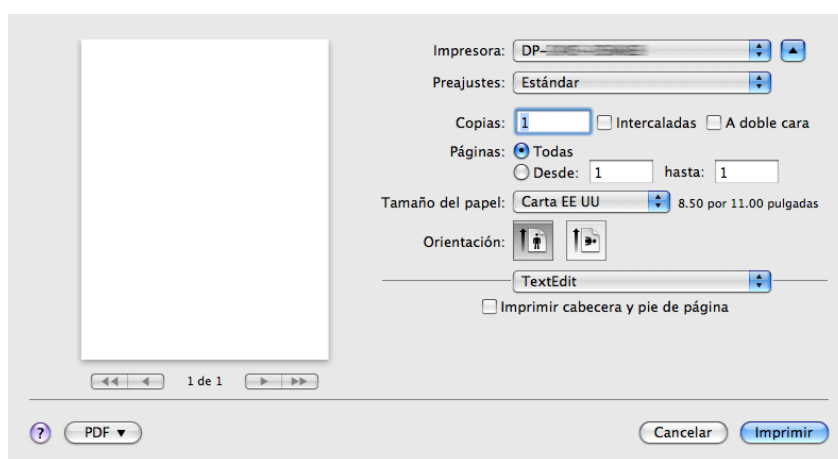 Impresora: DP-
Preajustes: Estándar
Copias: 1 Intercaladas A doble cara
Páginas: Todas
Desde: 1 hasta: 1
Tamaño del papel: Carta EE UU 8.50 por 11.00 pulgadas
Orientación:
TextEdit
Imprimir cabecera y pie de página
1 de 1
? PDF Cancelar Imprimir